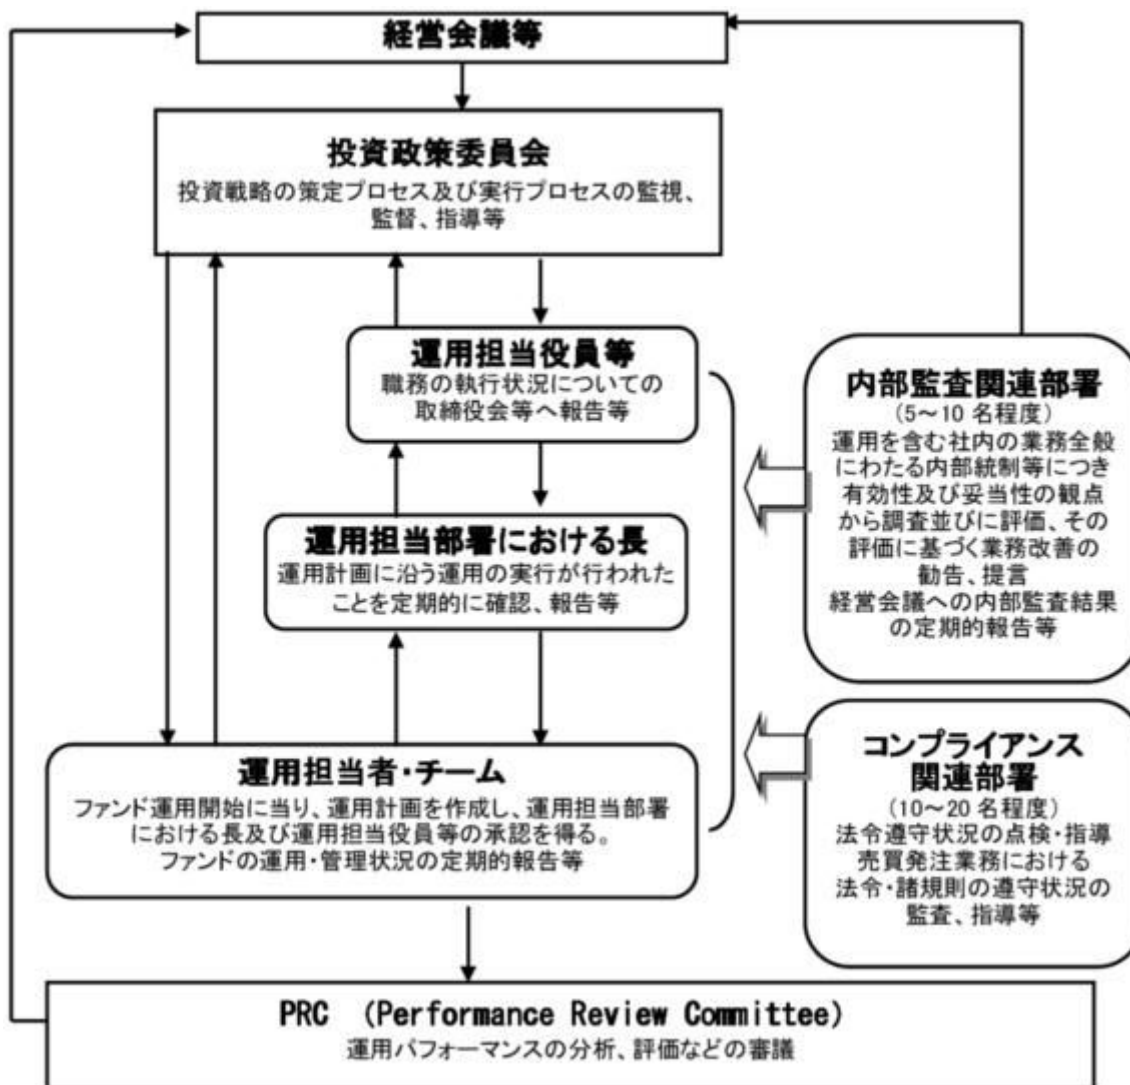 経営会議等
投資政策委員会
投資戦略の策定プロセス及び実行プロセスの監視、
監督、指導等
運用担当役員等
職務の執行状況についての
取締役会等へ報告等
運用担当部署における長
運用計画に沿う運用の実行が行われた
ことを定期的に確認、報告等
運用担当者・チーム
ファンド運用開始に当り、運用計画を作成し、運用担当部署
における長及び運用担当役員等の承認を得る。
ファンドの運用・管理状況の定期的報告等
内部監査関連部署
(5～10 名程度)
運用を含む社内の業務全般
にわたる内部統制等につき
有効性及び妥当性の観点
から調査並びに評価、その
評価に基づく業務改善の
勧告、提言
経営会議への内部監査結果
の定期的報告等
コンプライアンス
関連部署
(10～20 名程度)
法令遵守状況の点検・指導
売買発注業務における
法令・諸規則の遵守状況の
監査、指導等
PRC (Performance Review Committee)
運用パフォーマンスの分析、評価などの審議